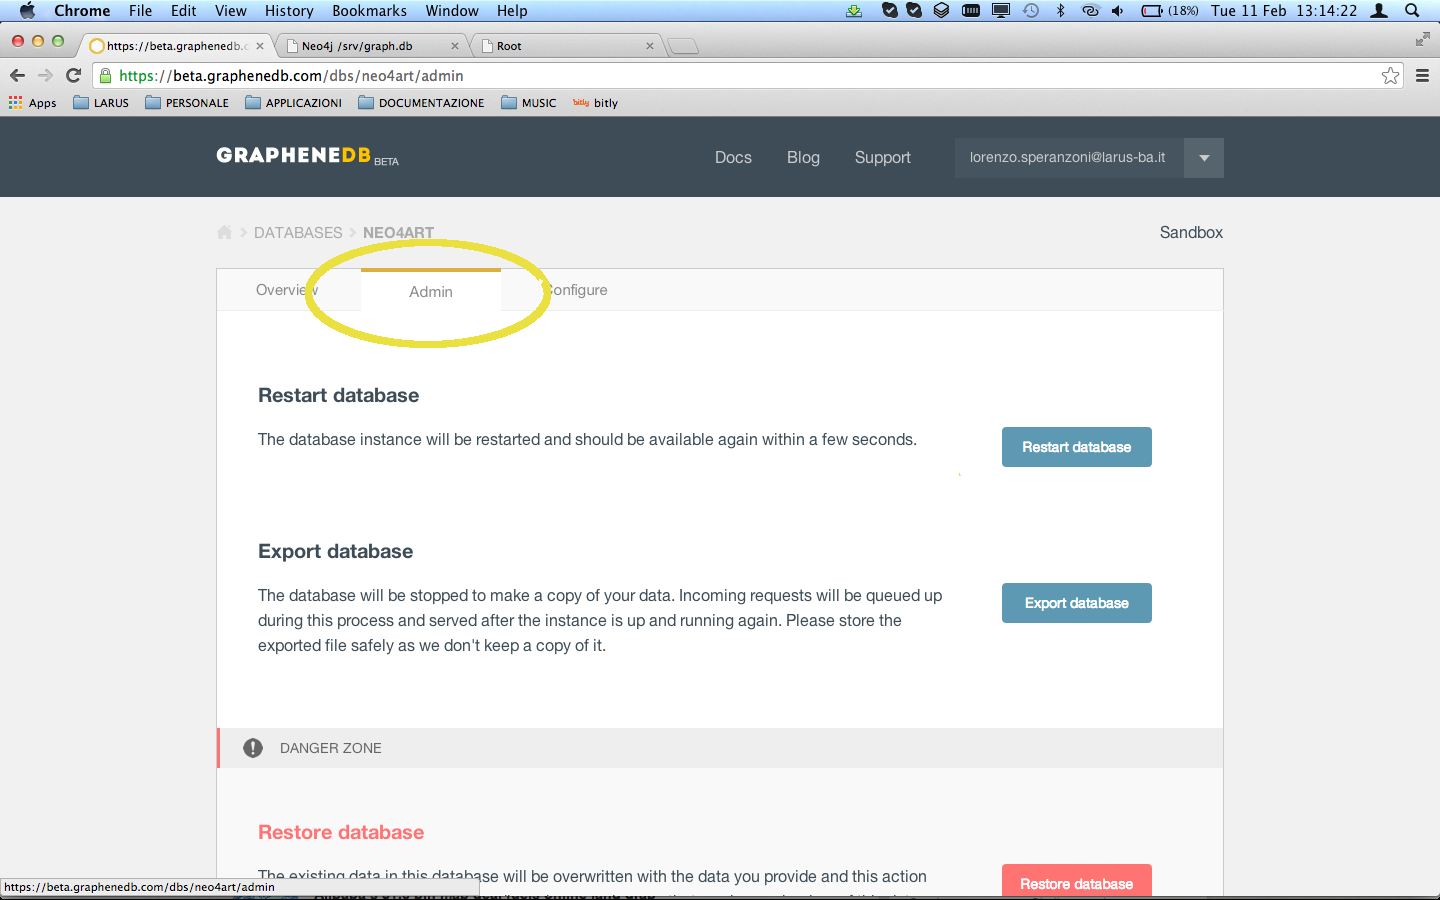 Chrome File Edit View History Bookmarks Window Help (18%) Tue 11 Feb 13:14:22
https://beta.graphenedb.c Neo4j /srv/graph.db Root
https://beta.graphenedb.com/dbs/neo4art/admin
Apps LARUS PERSONALE APPLICAZIONI DOCUMENTAZIONE MUSIC bitly bitly
GRAPHENEDB BETA Docs Blog Support lorenzo.speranzoni@larus-ba.it
DATABASES NEO4ART Sandbox
Overview Admin Configure
Restart database
The database instance will be restarted and should be available again within a few seconds. Restart database
Export database
The database will be stopped to make a copy of your data. Incoming requests will be queued up Export database
during this process and served after the instance is up and running again. Please store the
exported file safely as we don't keep a copy of it.
DANGER ZONE
Restore database
The existing data in this database will be overwritten with the data you provide and this action Restore database
https://beta.graphenedb.com/dbs/neo4art/admin